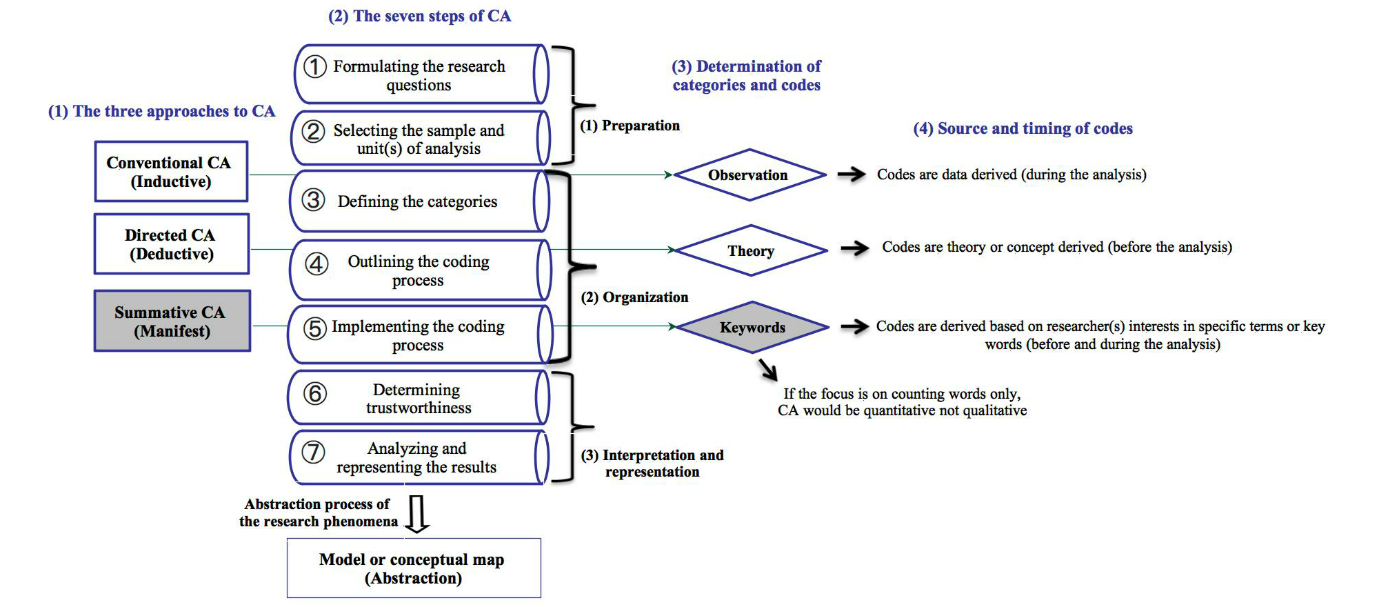 (2) The seven steps of CA
(1) The three approaches to CA
Conventional CA
(Inductive)
Directed CA
(Deductive)
Summative CA
(Manifest)
① Formulating the research
questions
② Selecting the sample and
unit(s) of analysis
③ Defining the categories
④ Outlining the coding
process
⑤ Implementing the coding
process
⑥ Determining
trustworthiness
⑦ Analyzing and
representing the results
(1) Preparation
(2) Organization
(3) Interpretation and
representation
Abstraction process of
the research phenomena
Model or conceptual map
(Abstraction)
(3) Determination of
categories and codes
Observation
Theory
Keywords
(4) Source and timing of codes
Codes are data derived (during the analysis)
Codes are theory or concept derived (before the analysis)
Codes are derived based on researcher(s) interests in specific terms or key
words (before and during the analysis)
If the focus is on counting words only,
CA would be quantitative not qualitative